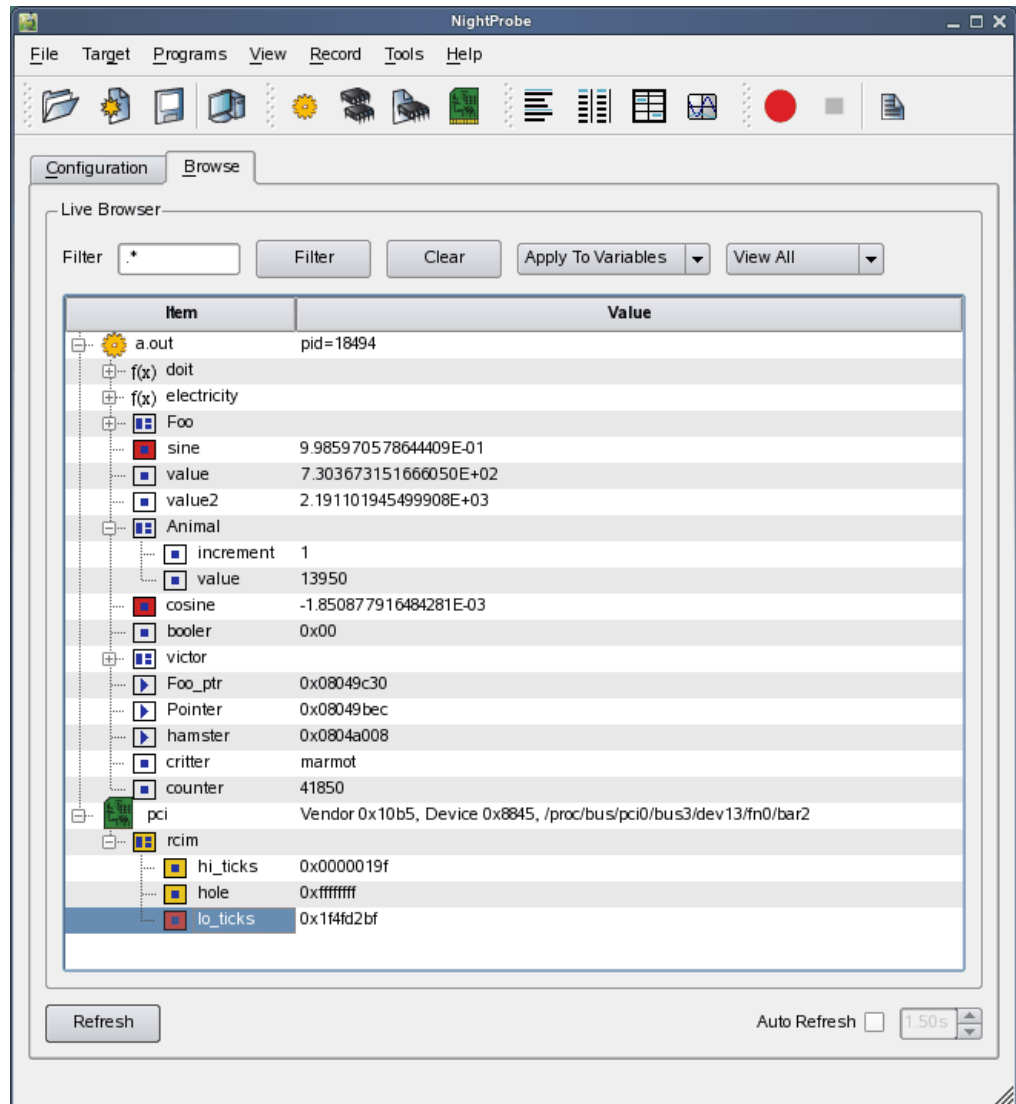 NightProbe
File Target Programs View Record Tools Help
Configuration Browse
Live Browser
Filter .* Filter Clear Apply To Variables View All
Item Value
a.out pid=18494
f(x) doit
f(x) electricity
Foo
sine 9.985970578644409E-01
value 7.303673151666050E+02
value2 2.191101945499908E+03
Animal
increment 1
value 13950
cosine -1.850877916484281E-03
booler 0x00
victor
Foo_ptr 0x08049c30
Pointer 0x08049bec
hamster 0x0804a008
critter marmot
counter 41850
pci Vendor 0x10b5, Device 0x8845, /proc/bus/pci0/bus3/dev13/fn0/bar2
rcim
hi_ticks 0x0000019f
hole 0xffffffff
lo_ticks 0x1f4fd2bf
Refresh Auto Refresh 1.50s